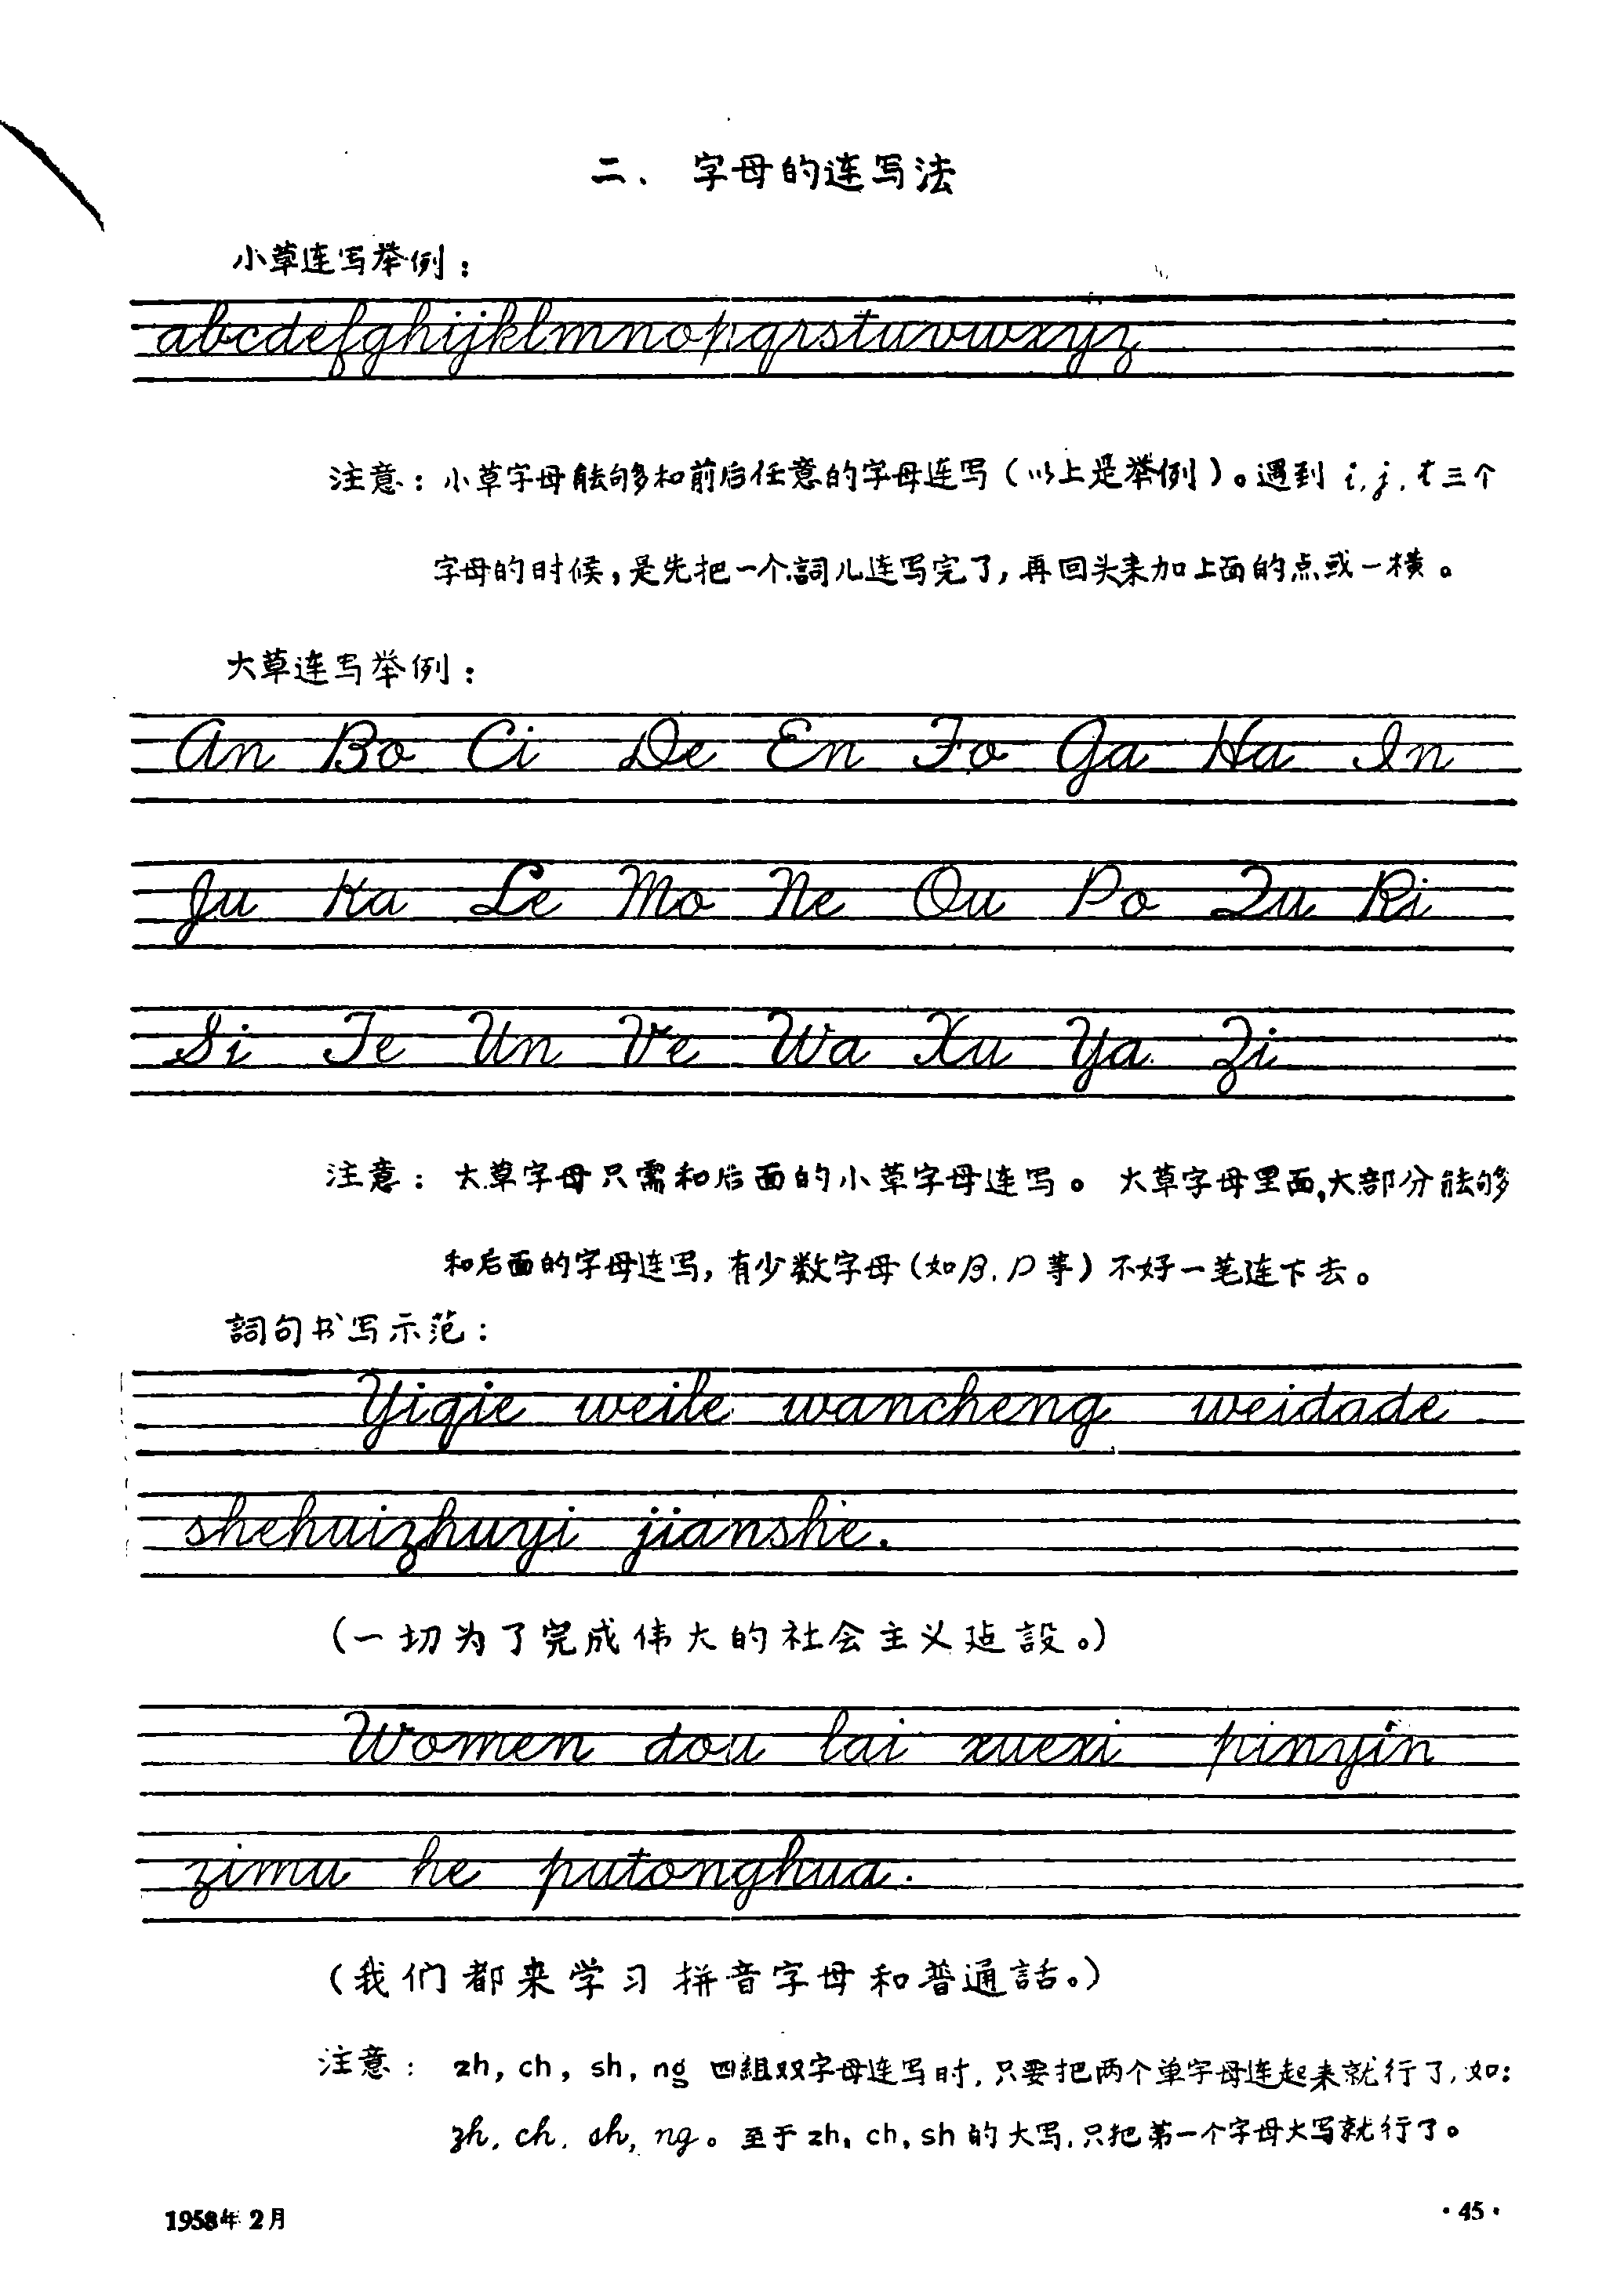 二、 字母的连写法
小草连写举例：
abcdefghijklmnopqrstuvwxyz
注意：小草字母能够和前后任意的字母连写（以上是举例）。遇到 i, j, t 三个
字母的时候，是先把一个詞儿连写完了，再回头来加上面的点或一横。
大草连写举例：
An Bo Ci De En Fo Ga Ha In
Ju Ka Le Mo Ne Ou Po Qu Ri
Si Te Un Ve Wa Xu Ya Zi
注意：大草字母只需和后面的小草字母连写。大草字母里面，大部分能够
和后面的字母连写，有少数字母（如B, P等）不好一笔连下去。
詞句书写示范：
Yiqie weile wancheng weidade
shehuizhuyi jianshe.
（一切为了完成伟大的社会主义建設。）
Women dou lai xuexi pinyin
zimu he putonghua.
（我们都来学习拼音字母和普通話。）
注意： zh, ch, sh, ng 四組双字母连写时，只要把两个单字母连起来就行了，如：
zh, ch, sh, ng。至于 zh, ch, sh 的大写，只把第一个字母大写就行了。
1958年2月
·45·